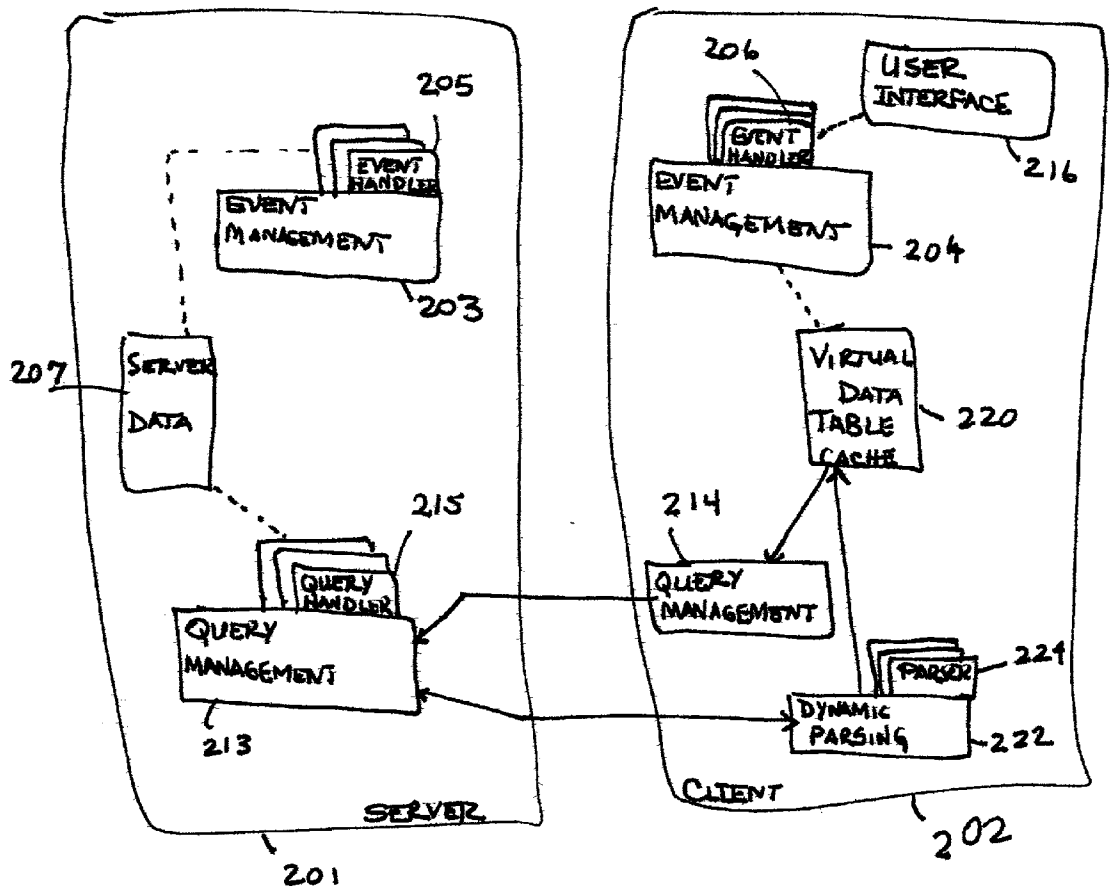 205
EVENT
HANDLER
EVENT
MANAGEMENT
203
207
SERVER
DATA
215
QUERY
HANDLER
QUERY
MANAGEMENT
213
SERVER
201
206
USER
INTERFACE
216
EVENT
HANDLER
EVENT
MANAGEMENT
204
VIRTUAL
DATA
TABLE
CACHE
220
214
QUERY
MANAGEMENT
PARSER
224
DYNAMIC
PARSING
222
CLIENT
202